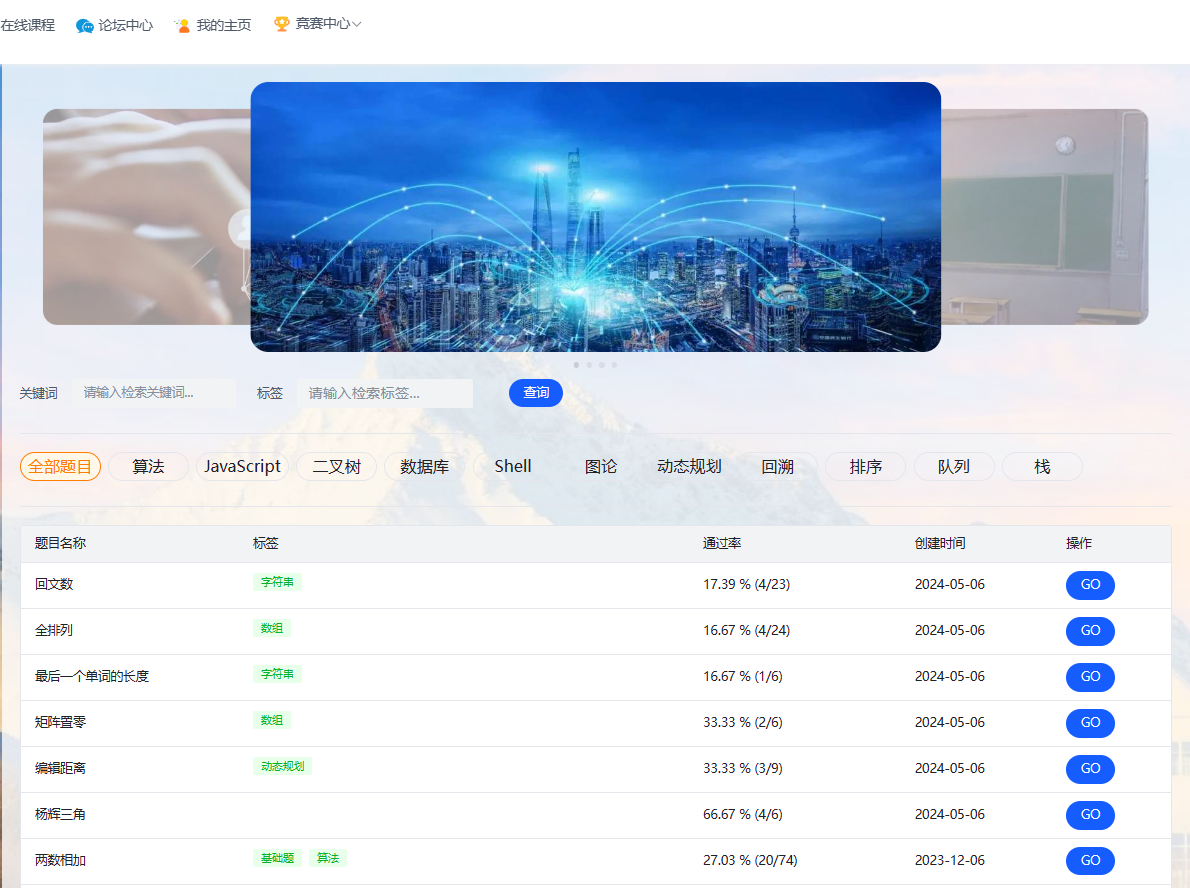 在线课程 论坛中心 我的主页 竞赛中心
关键词 请输入检索关键词... 标签 请输入检索标签... 查询
全部题目 算法 JavaScript 二叉树 数据库 Shell 图论 动态规划 回溯 排序 队列 栈
题目名称 标签 通过率 创建时间 操作
回文数 字符串 17.39 % (4/23) 2024-05-06 GO
全排列 数组 16.67 % (4/24) 2024-05-06 GO
最后一个单词的长度 字符串 16.67 % (1/6) 2024-05-06 GO
矩阵置零 数组 33.33 % (2/6) 2024-05-06 GO
编辑距离 动态规划 33.33 % (3/9) 2024-05-06 GO
杨辉三角 66.67 % (4/6) 2024-05-06 GO
两数相加 基础题 算法 27.03 % (20/74) 2023-12-06 GO